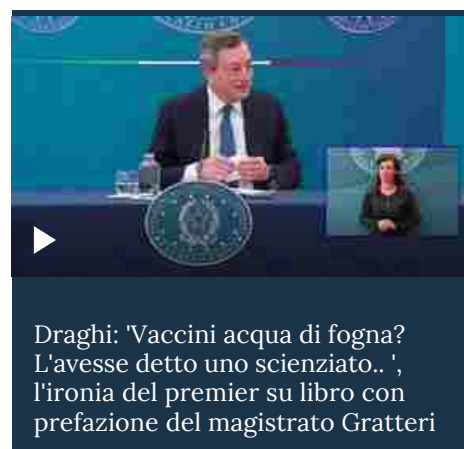 Draghi: 'Vaccini acqua di fogna?
L'avesse detto uno scienziato.. ',
l'ironia del premier su libro con
prefazione del magistrato Gratteri